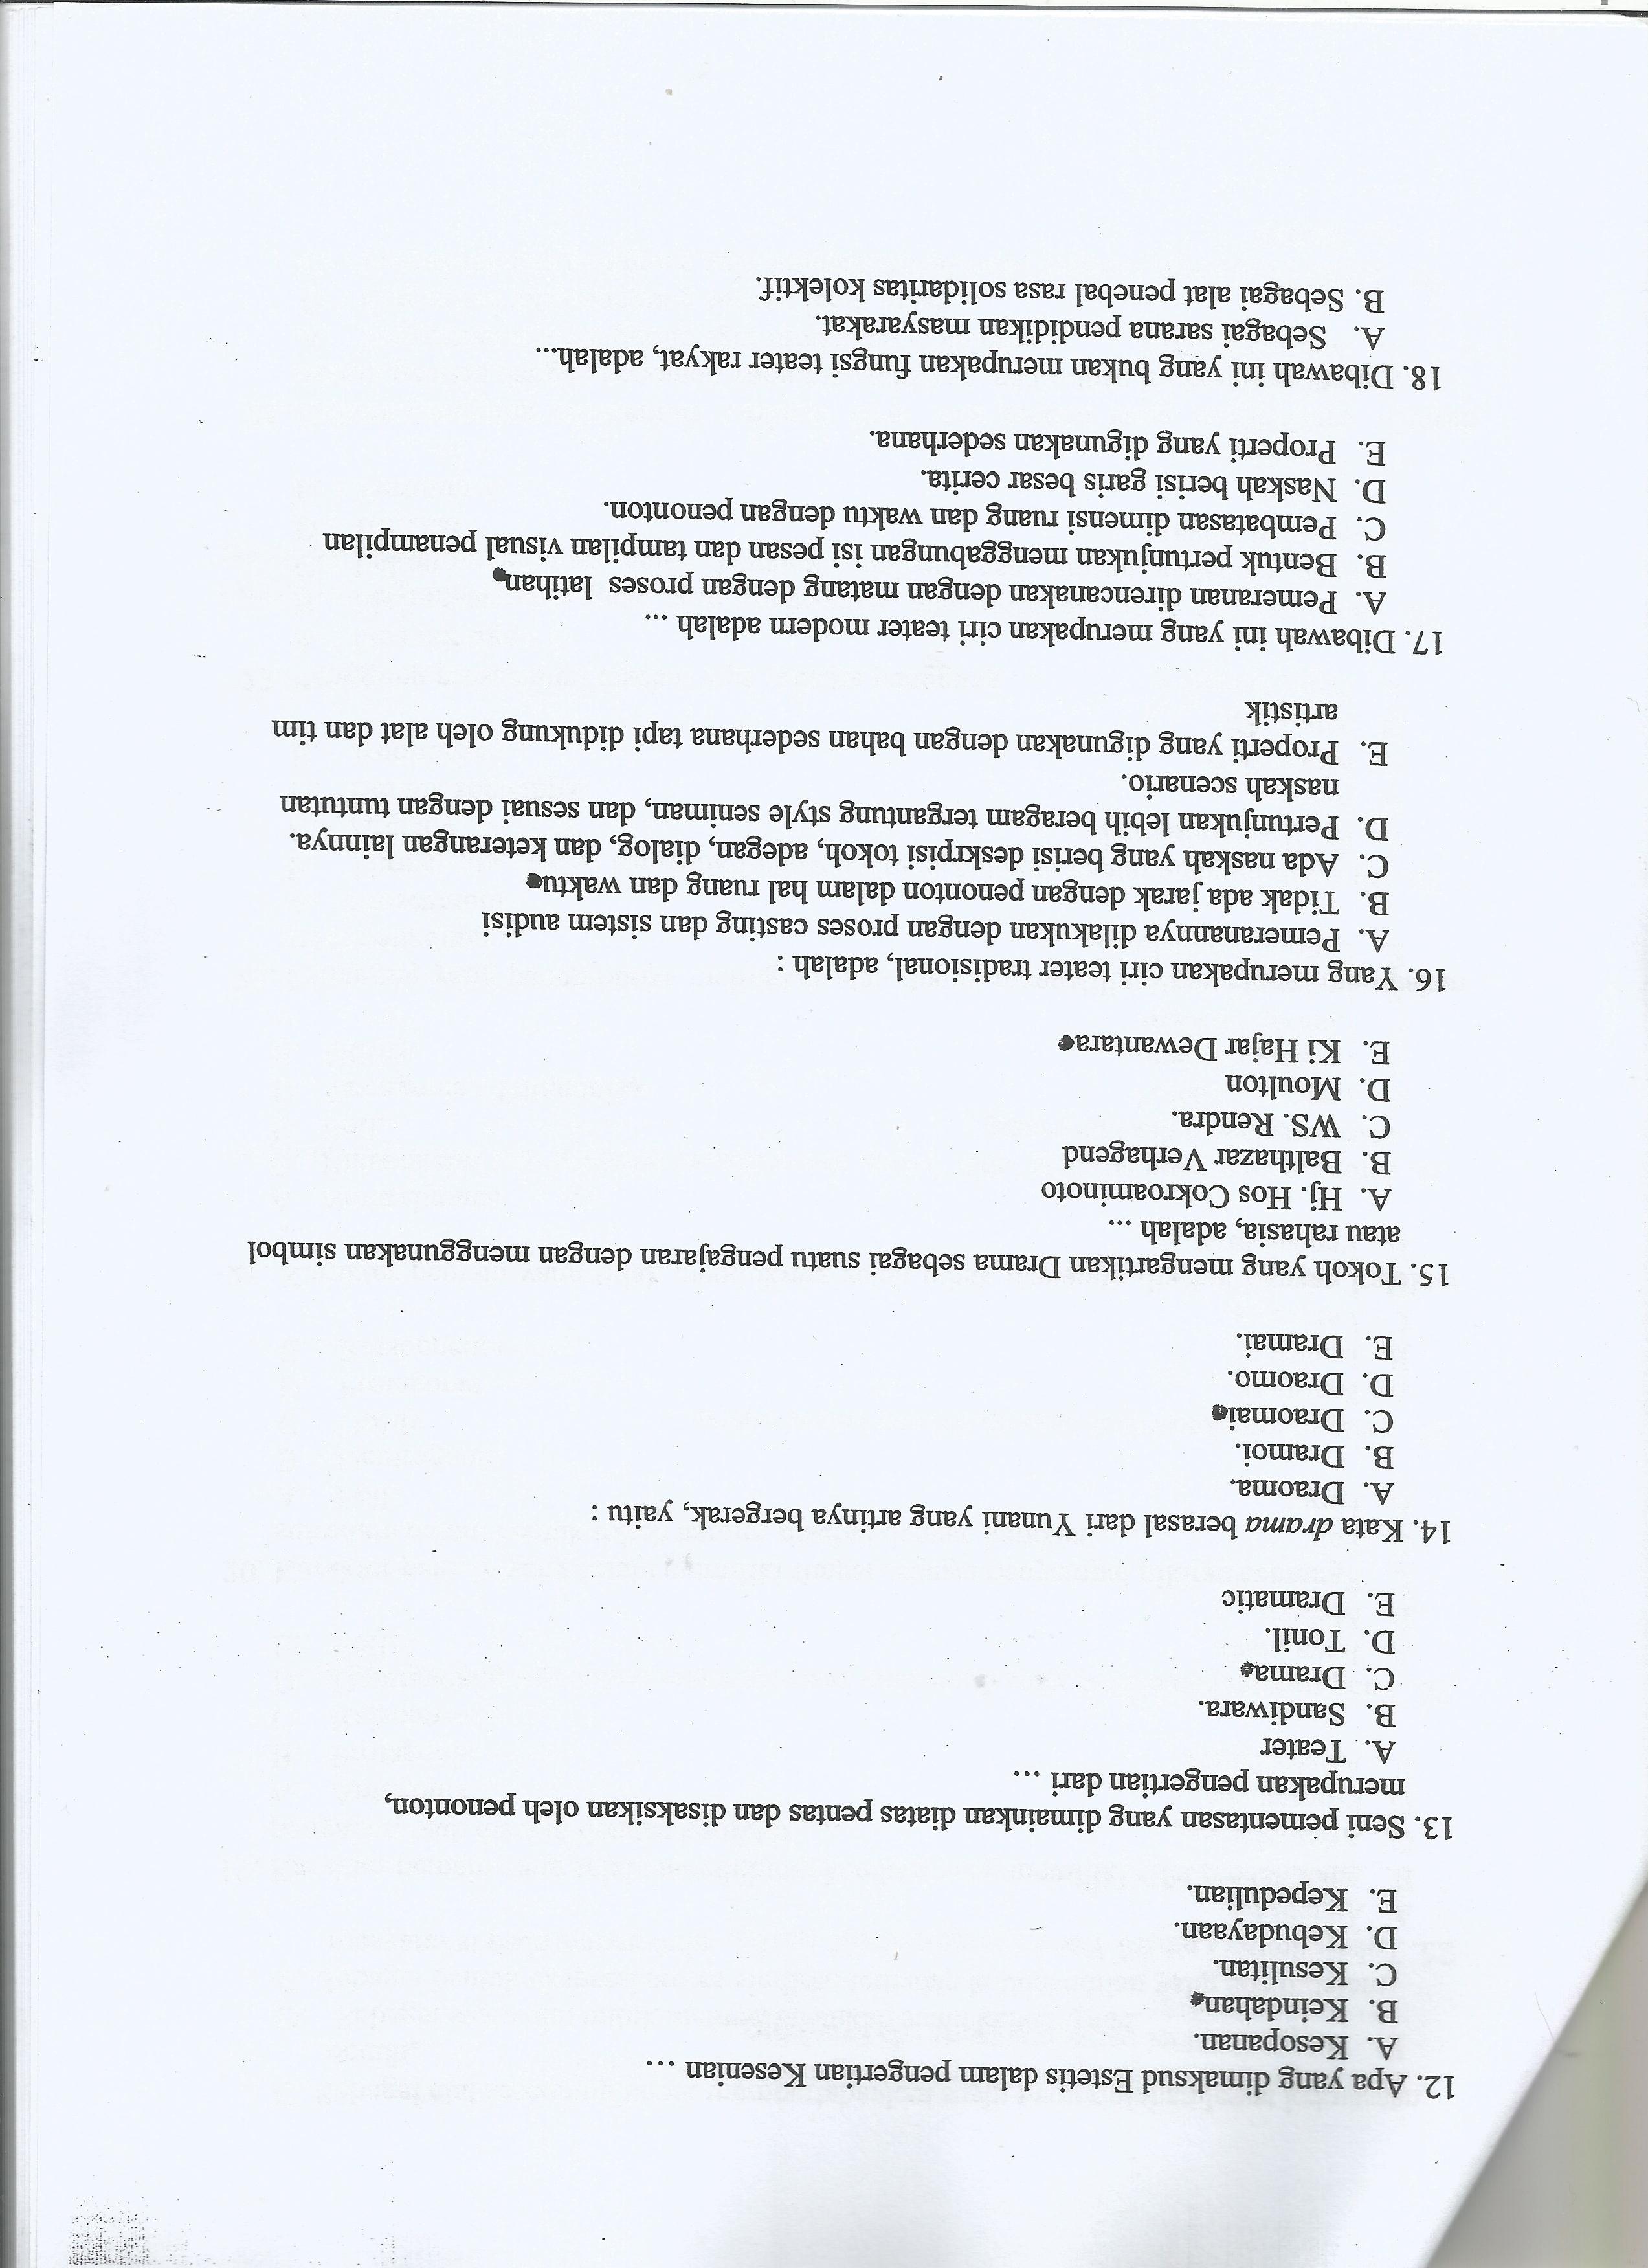 12. Apa yang dimaksud Estetis dalam pengertian Kesenian ...
A. Kesopanan.
B. Keindahan.
C. Kesulitan.
D. Kebudayaan.
E. Kepedulian.
13. Seni pementasan yang dimainkan diatas pentas dan disaksikan oleh penonton,
merupakan pengertian dari ...
A. Teater
B. Sandiwara.
C. Drama.
D. Tonil.
E. Dramatic
14. Kata drama berasal dari Yunani yang artinya bergerak, yaitu :
A. Draoma.
B. Dramoi.
C. Draomai.
D. Draomo.
E. Dramai.
15. Tokoh yang mengartikan Drama sebagai suatu pengajaran dengan menggunakan simbol
atau rahasia, adalah ...
A. Hj. Hos Cokroaminoto
B. Balthazar Verhagend
C. WS. Rendra.
D. Moulton
E. Ki Hajar Dewantara
16. Yang merupakan ciri teater tradisional, adalah :
A. Pemeranannya dilakukan dengan proses casting dan sistem audisi
B. Tidak ada jarak dengan penonton dalam hal ruang dan waktu
C. Ada naskah yang berisi deskrpisi tokoh, adegan, dialog, dan keterangan lainnya.
D. Pertunjukan lebih beragam tergantung style seniman, dan sesuai dengan tuntutan
naskah scenario.
E. Properti yang digunakan dengan bahan sederhana tapi didukung oleh alat dan tim
artistik
17. Dibawah ini yang merupakan ciri teater modern adalah ...
A. Pemeranan direncanakan dengan matang dengan proses latihan.
B. Bentuk pertunjukan menggabungan isi pesan dan tampilan visual penampilan
C. Pembatasan dimensi ruang dan waktu dengan penonton.
D. Naskah berisi garis besar cerita.
E. Properti yang digunakan sederhana.
18. Dibawah ini yang bukan merupakan fungsi teater rakyat, adalah...
A. Sebagai sarana pendidikan masyarakat.
B. Sebagai alat penebal rasa solidaritas kolektif.